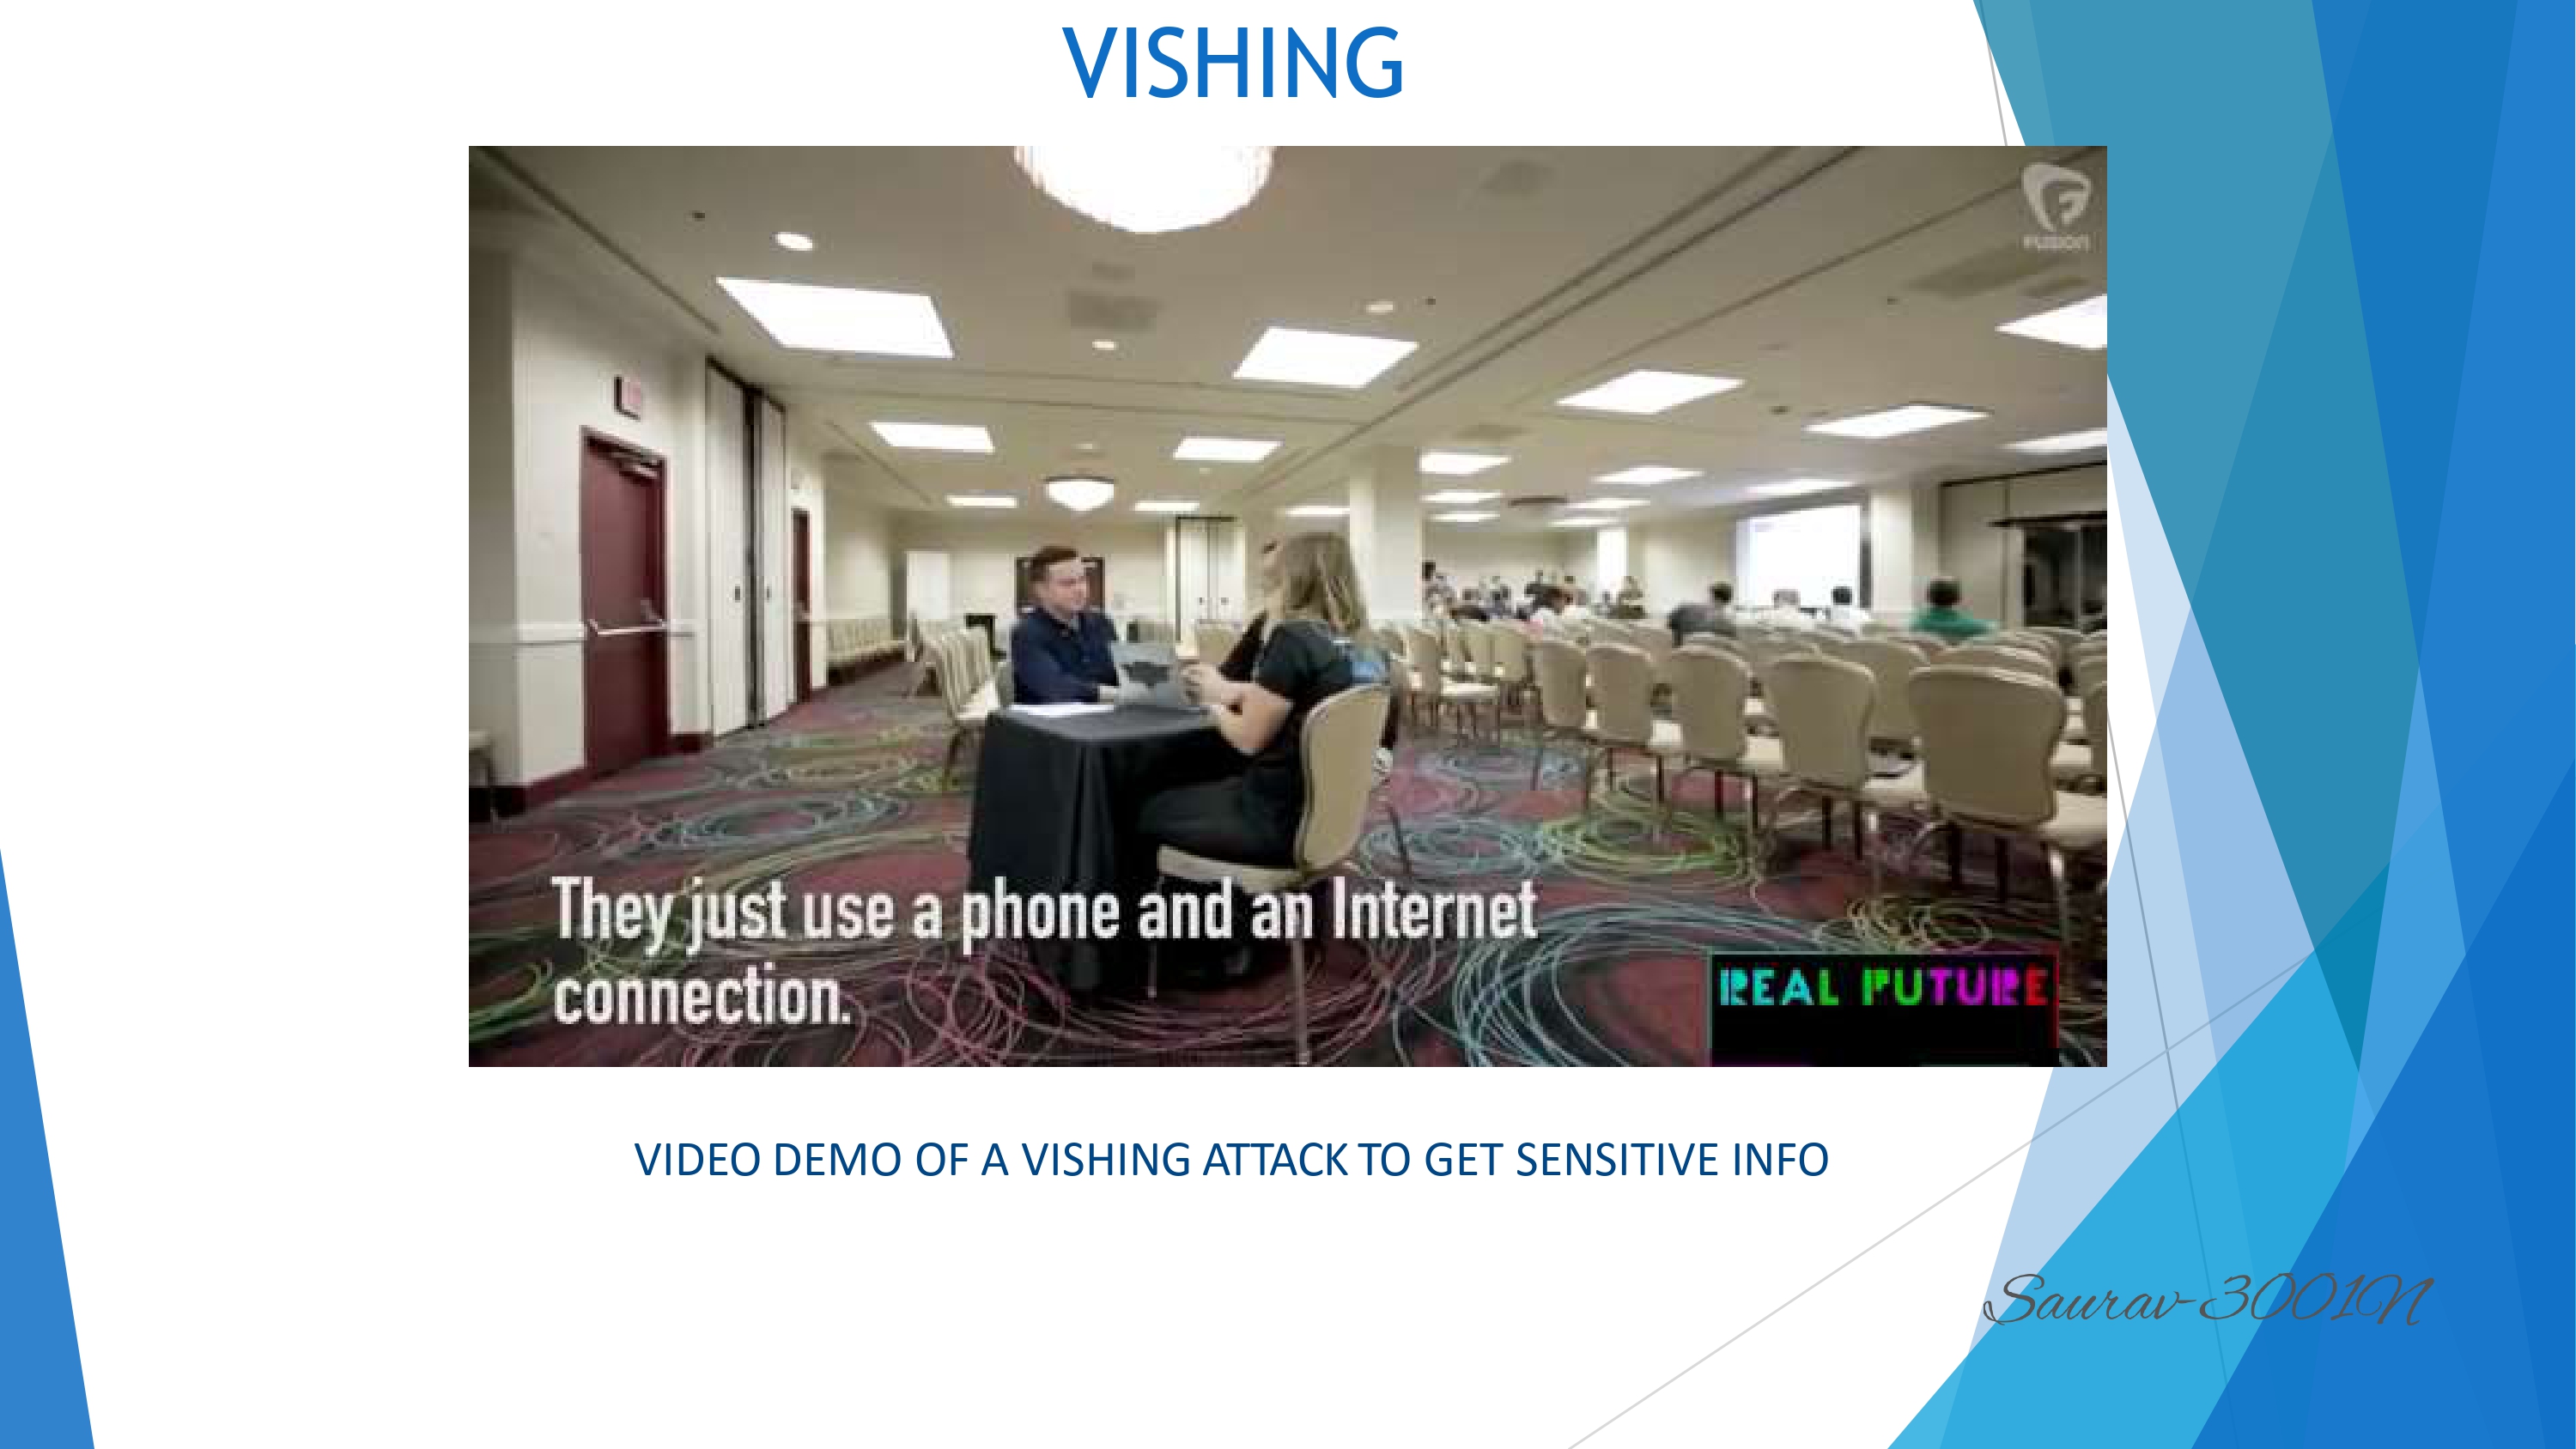 VISHING
FUSION
They just use a phone and an Internet
connection.
REAL FUTURE
VIDEO DEMO OF A VISHING ATTACK TO GET SENSITIVE INFO
Saurav-3001N